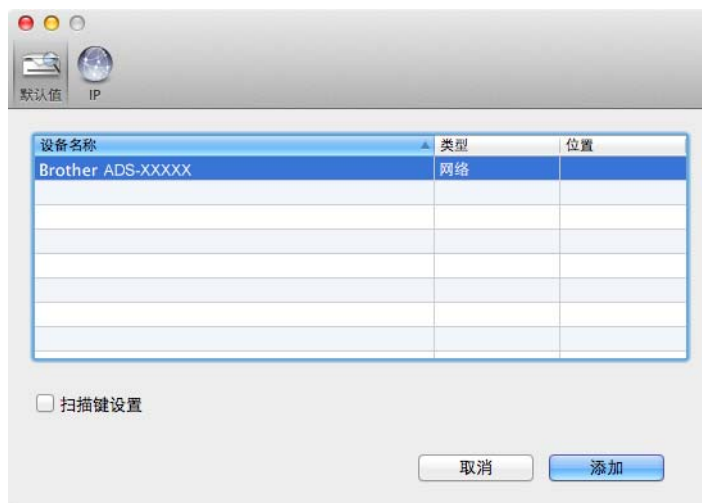 默认值 IP
设备名称 类型 位置
Brother ADS-XXXXX 网络
扫描键设置
取消 添加